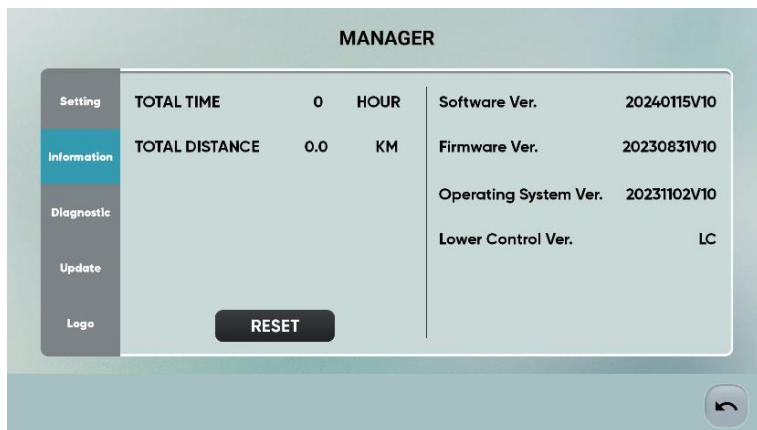 MANAGER
Setting
Information
Diagnostic
Update
Logo
TOTAL TIME 0 HOUR
TOTAL DISTANCE 0.0 KM
RESET
Software Ver. 20240115V10
Firmware Ver. 20230831V10
Operating System Ver. 20231102V10
Lower Control Ver. LC